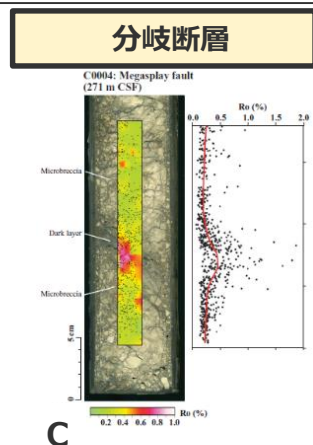 分岐断層
C0004: Megasplay fault
(271 m CSF)
Ro (%)
0.0 0.5 1.0 1.5 2.0
Microbreccia
Dark layer
Microbreccia
5 cm
0
Ro (%)
0.2 0.4 0.6 0.8 1.0
C